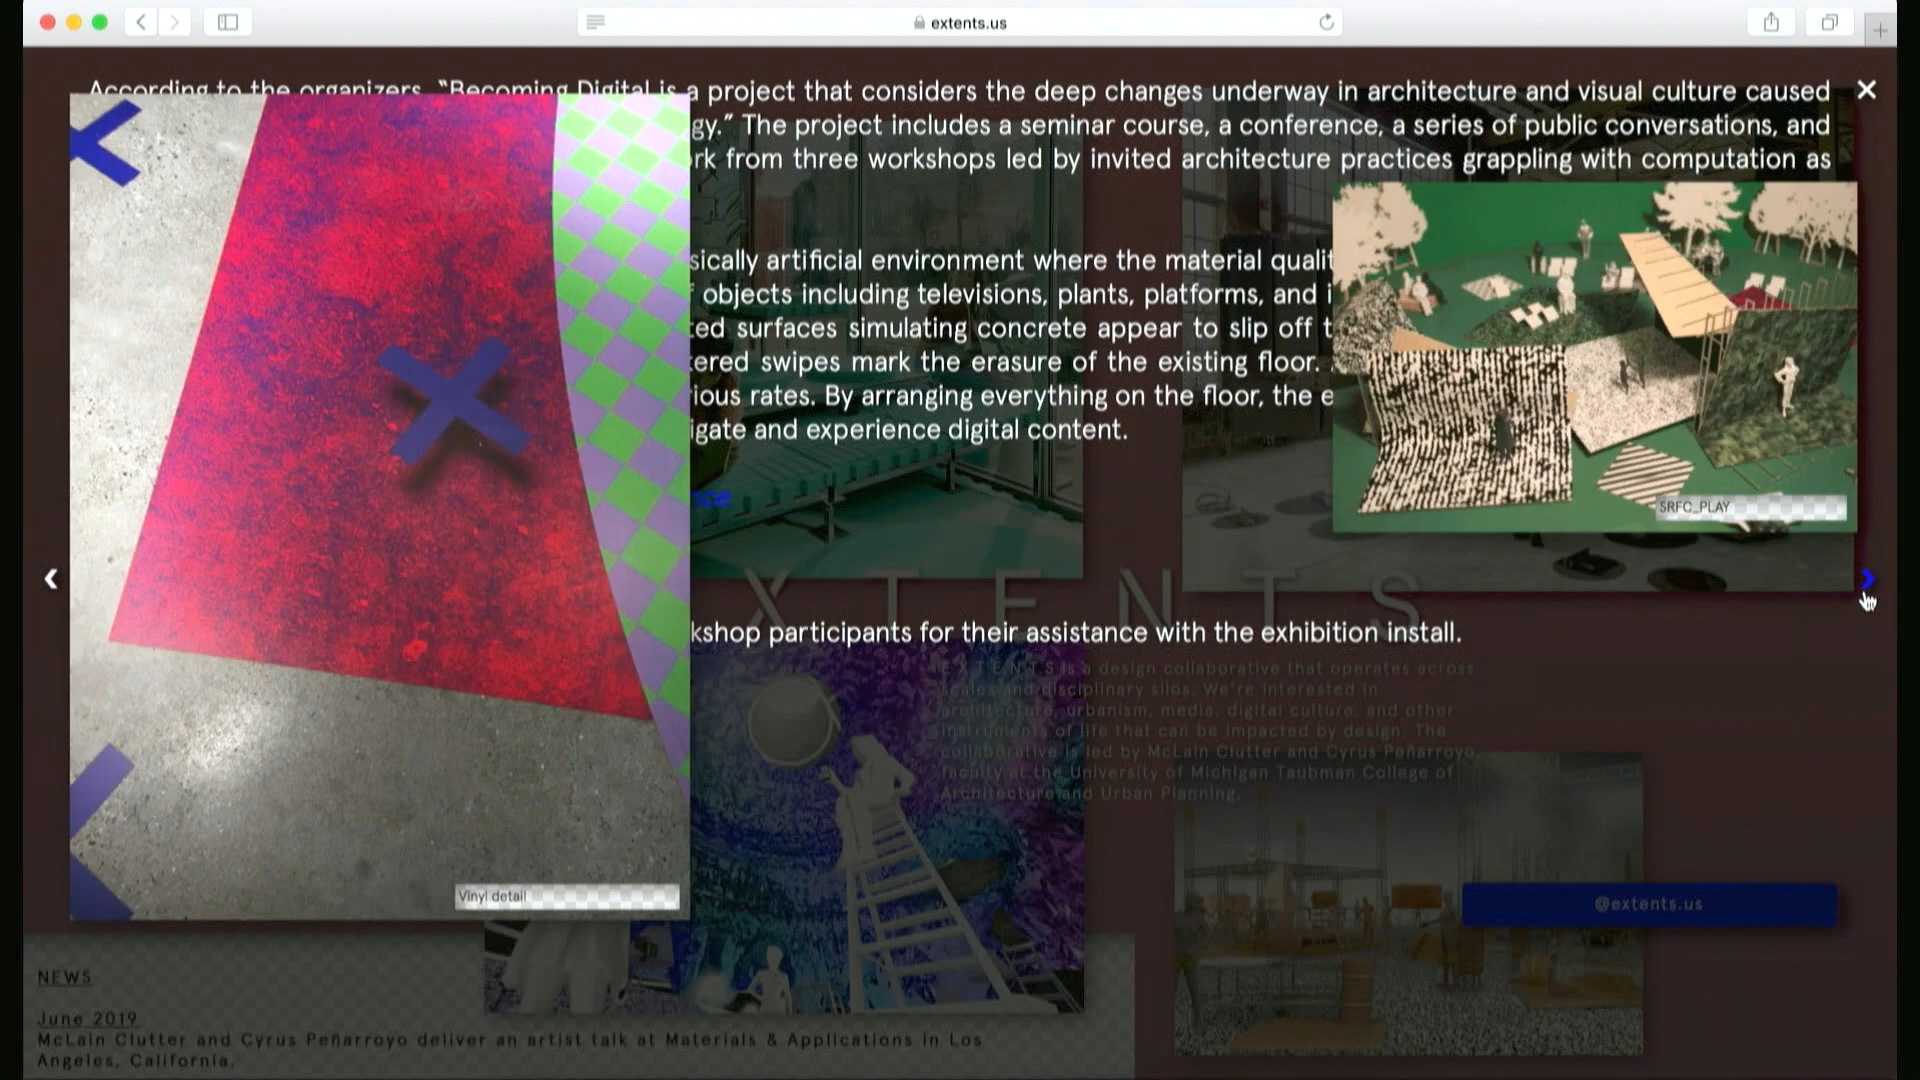 extents.us
According to the organizers, “Becoming Digital is a project that considers the deep changes underway in architecture and visual culture caused
gy.” The project includes a seminar course, a conference, a series of public conversations, and
rk from three workshops led by invited architecture practices grappling with computation as
sically artificial environment where the material qualit
objects including televisions, plants, platforms, and i
ed surfaces simulating concrete appear to slip off t
ered swipes mark the erasure of the existing floor.
ious rates. By arranging everything on the floor, the e
igate and experience digital content.
nce
SRFC_PLAY
X T E N T S
kshop participants for their assistance with the exhibition install.
E X T E N T S is a design collaborative that operates across
scales and disciplinary silos. We're interested in
architecture, urbanism, media, digital culture, and other
instruments of life that can be impacted by design. The
collaborative is led by McLain Clutter and Cyrus Peñarroyo,
faculty at the University of Michigan Taubman College of
Architecture and Urban Planning.
Vinyl detail
@extents.us
NEWS
June 2019
McLain Clutter and Cyrus Peñarroyo deliver an artist talk at Materials & Applications in Los
Angeles, California.